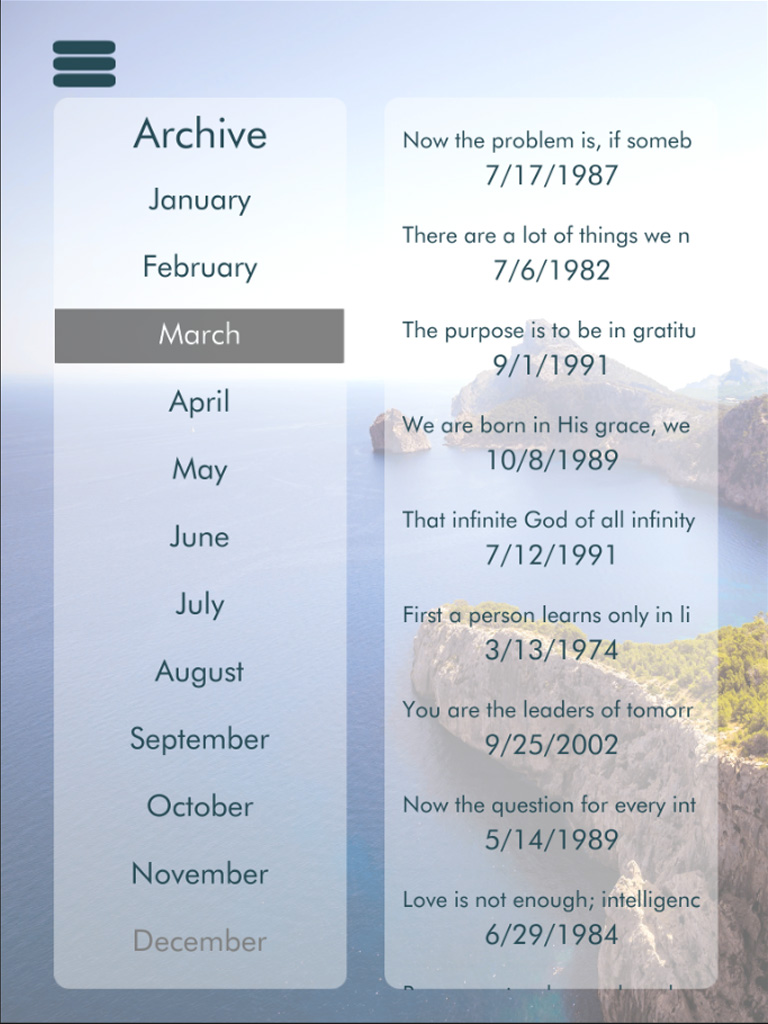 Archive
January
February
March
April
May
June
July
August
September
October
November
December
Now the problem is, if someb
7/17/1987
There are a lot of things we n
7/6/1982
The purpose is to be in gratitu
9/1/1991
We are born in His grace, we
10/8/1989
That infinite God of all infinity
7/12/1991
First a person learns only in li
3/13/1974
You are the leaders of tomorr
9/25/2002
Now the question for every int
5/14/1989
Love is not enough; intelligenc
6/29/1984